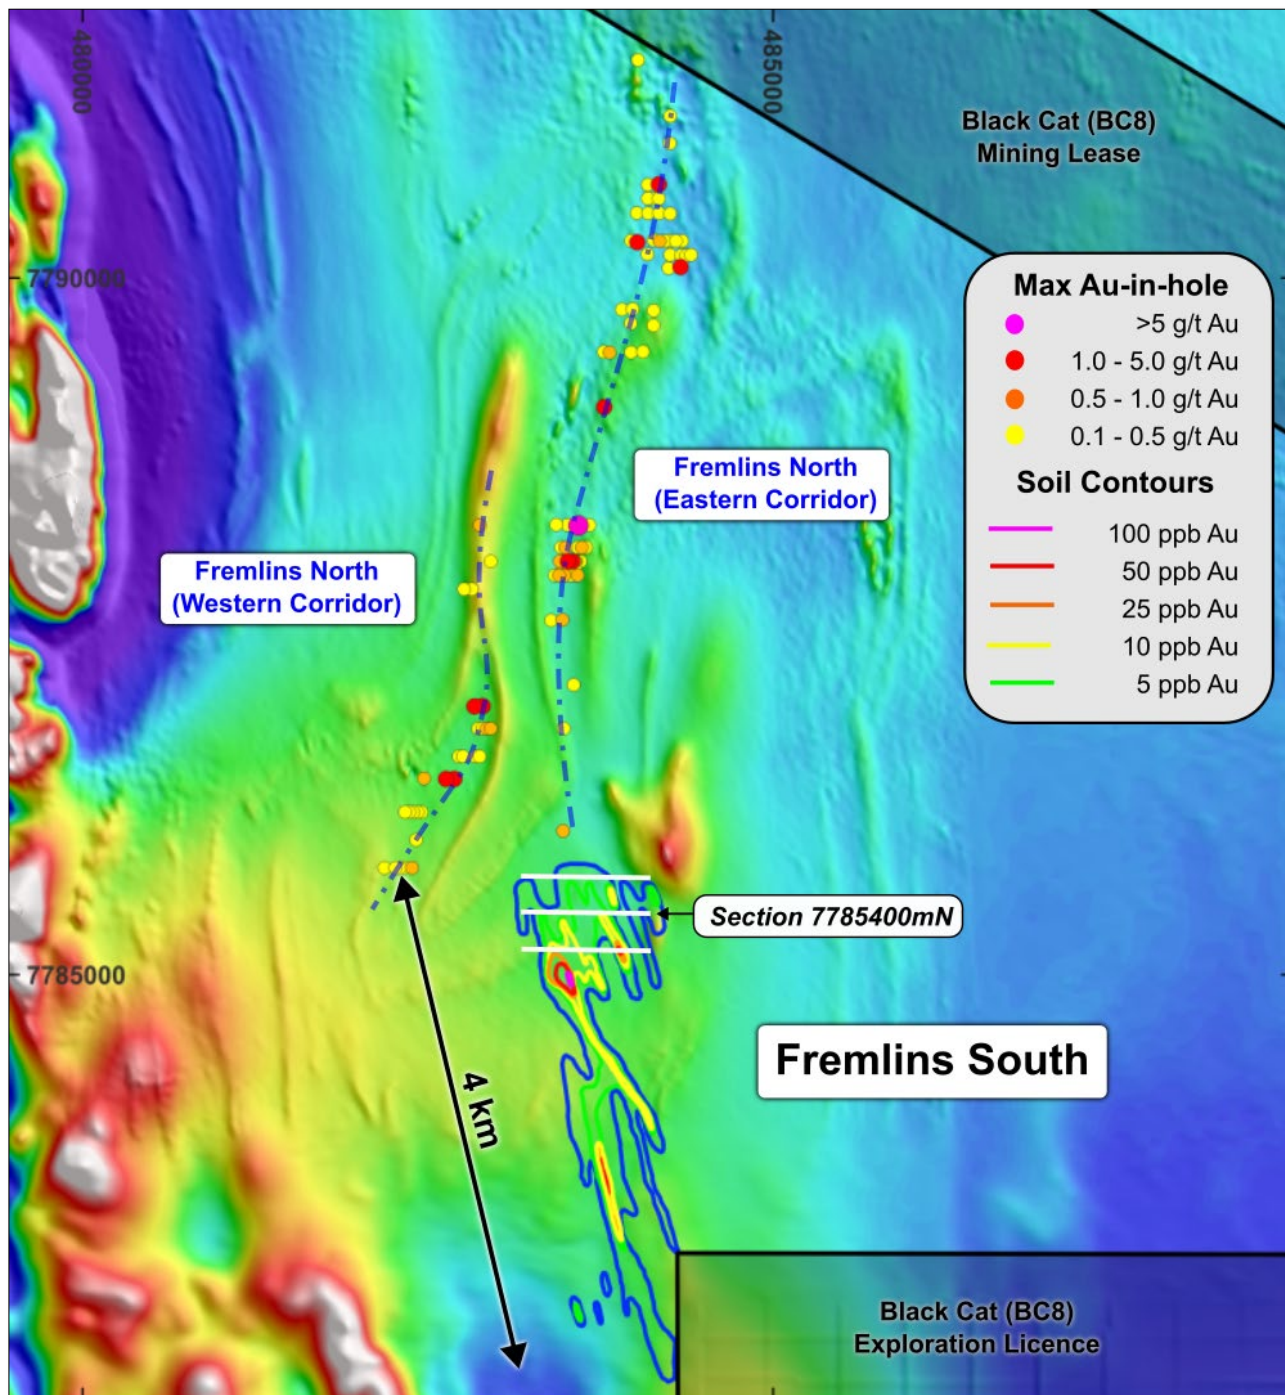 480000
485000
Black Cat (BC8)
Mining Lease
7790000
Max Au-in-hole
>5 g/t Au
1.0 - 5.0 g/t Au
0.5 - 1.0 g/t Au
0.1 - 0.5 g/t Au
Soil Contours
100 ppb Au
50 ppb Au
25 ppb Au
10 ppb Au
5 ppb Au
Fremlins North
(Eastern Corridor)
Fremlins North
(Western Corridor)
Section 7785400mN
7785000
Fremlins South
4 km
Black Cat (BC8)
Exploration Licence